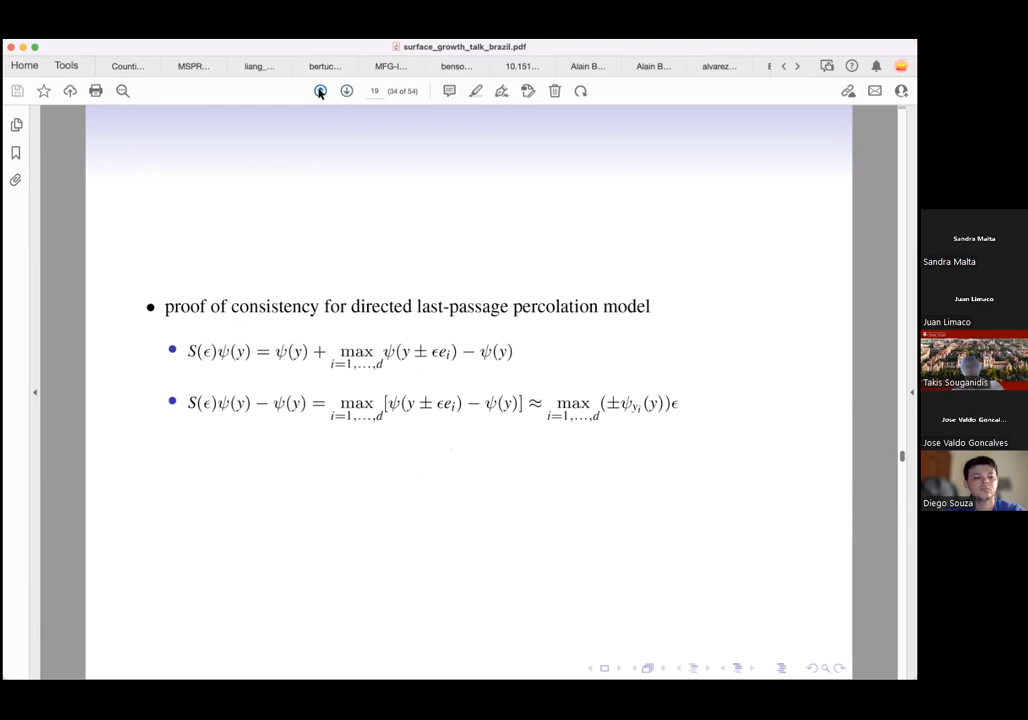 surface_growth_talk_brazil.pdf
Home Tools Counti... MSPR... liang_... bertuc... MFG-I... benso... 10.151... Alain B... Alain B... alvarez...
19 (34 of 54)
• proof of consistency for directed last-passage percolation model
• S(ϵ)ψ(y) = ψ(y) + max_{i=1,...,d} ψ(y ± ϵe_i) − ψ(y)
• S(ϵ)ψ(y) − ψ(y) = max_{i=1,...,d} [ψ(y ± ϵe_i) − ψ(y)] ≈ max_{i=1,...,d} (±ψ_{y_i}(y))ϵ
Sandra Malta
Sandra Malta
Juan Limaco
Juan Limaco
Takis Souganidis
Jose Valdo Goncal...
Jose Valdo Goncalves
Diego Souza